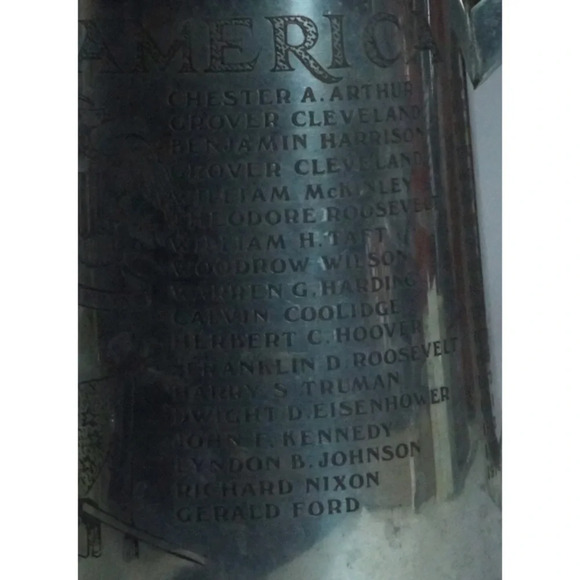 AMERICA
CHESTER A. ARTHUR
GROVER CLEVELAND
BENJAMIN HARRISON
GROVER CLEVELAND
WILLIAM McKINLEY
THEODORE ROOSEVELT
WILLIAM H. TAFT
WOODROW WILSON
WARREN G. HARDING
CALVIN COOLIDGE
HERBERT C. HOOVER
FRANKLIN D. ROOSEVELT
HARRY S. TRUMAN
DWIGHT D. EISENHOWER
JOHN F. KENNEDY
LYNDON B. JOHNSON
RICHARD NIXON
GERALD FORD